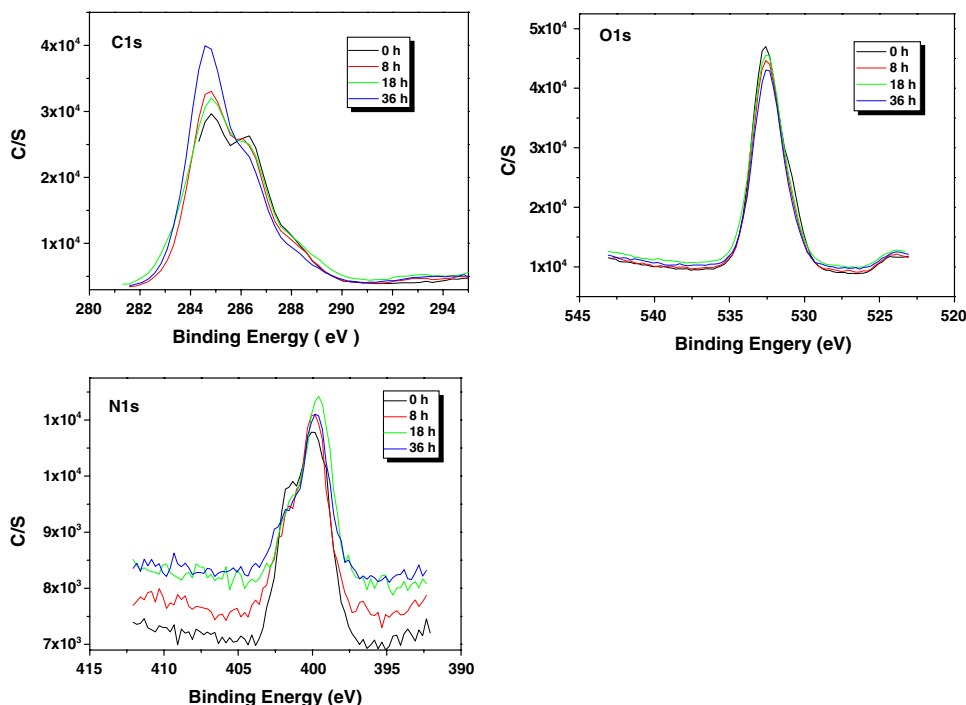 C1s
0 h
8 h
18 h
36 h
5x10⁴
4x10⁴
3x10⁴
2x10⁴
1x10⁴
C/S
280 282 284 286 288 290 292 294
Binding Energy ( eV )
O1s
0 h
8 h
18 h
36 h
5x10⁴
4x10⁴
3x10⁴
2x10⁴
1x10⁴
C/S
545 540 535 530 525 520
Binding Engery (eV)
N1s
0 h
8 h
18 h
36 h
1x10⁴
1x10⁴
9x10³
8x10³
7x10³
C/S
415 410 405 400 395 390
Binding Energy (eV)